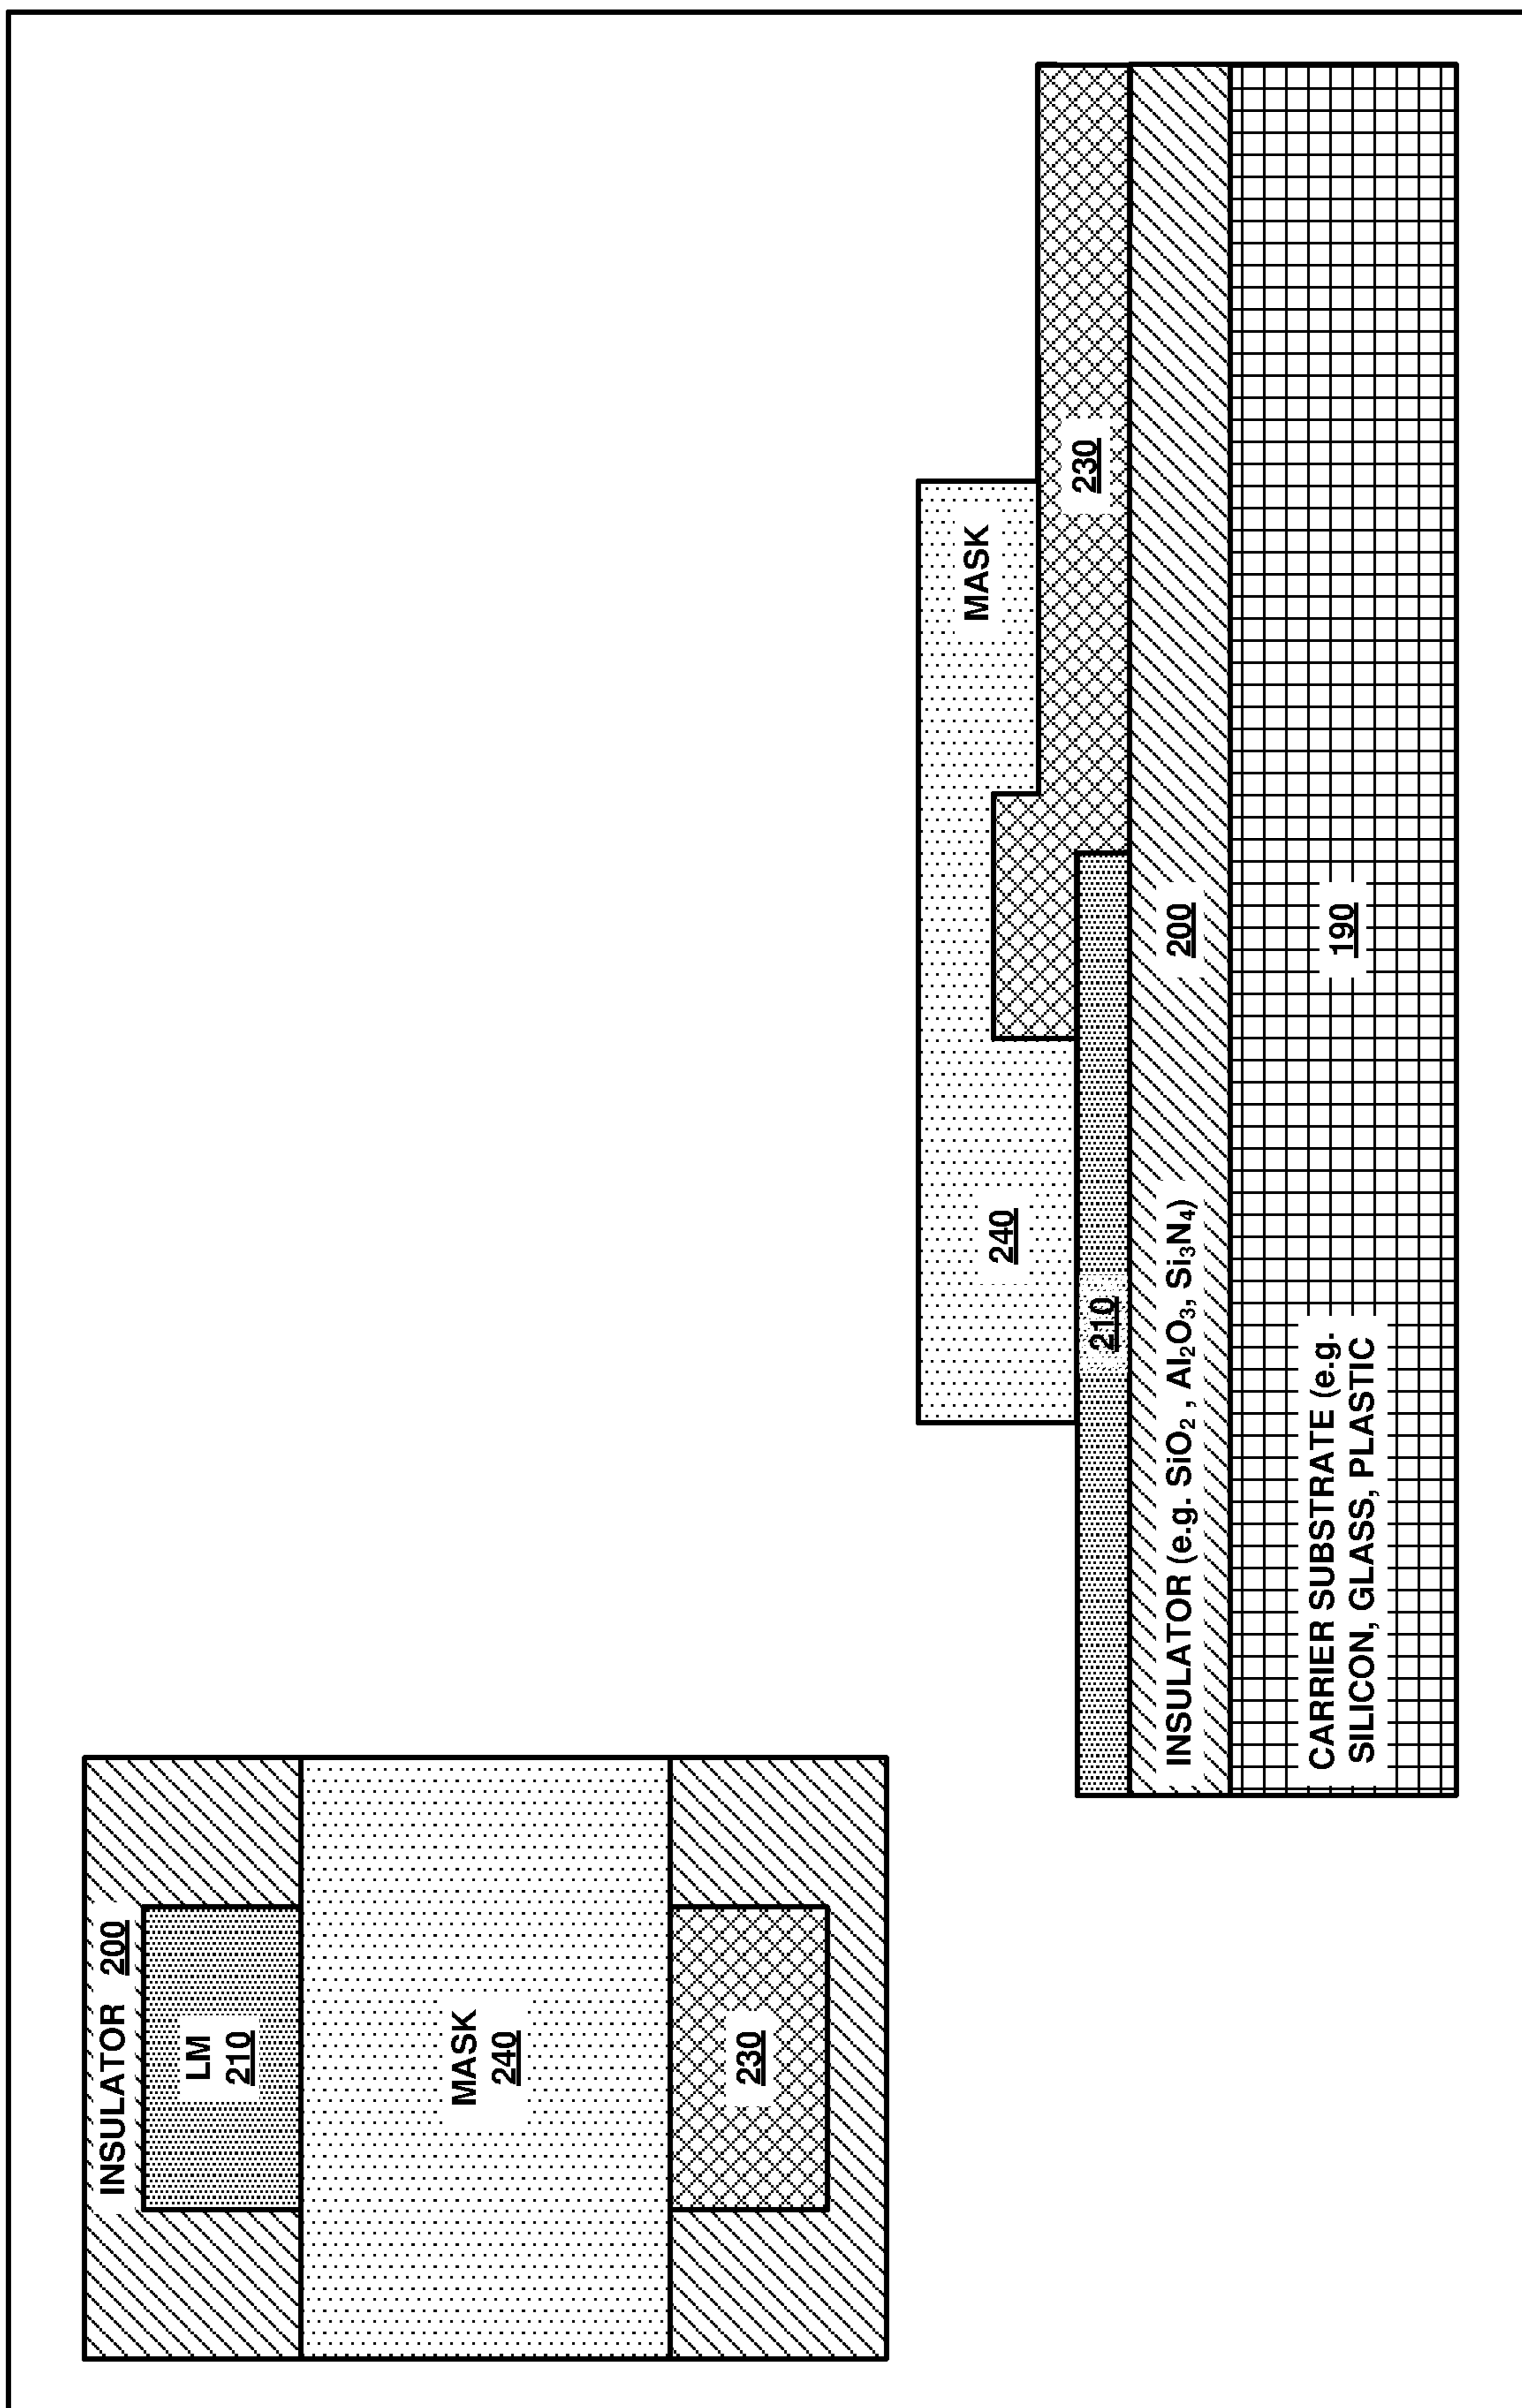 INSULATOR 200
LM
210
MASK
240
230
MASK
240
230
210
200
INSULATOR (e.g. SiO₂ , Al₂O₃, Si₃N₄)
190
CARRIER SUBSTRATE (e.g.
SILICON, GLASS, PLASTIC